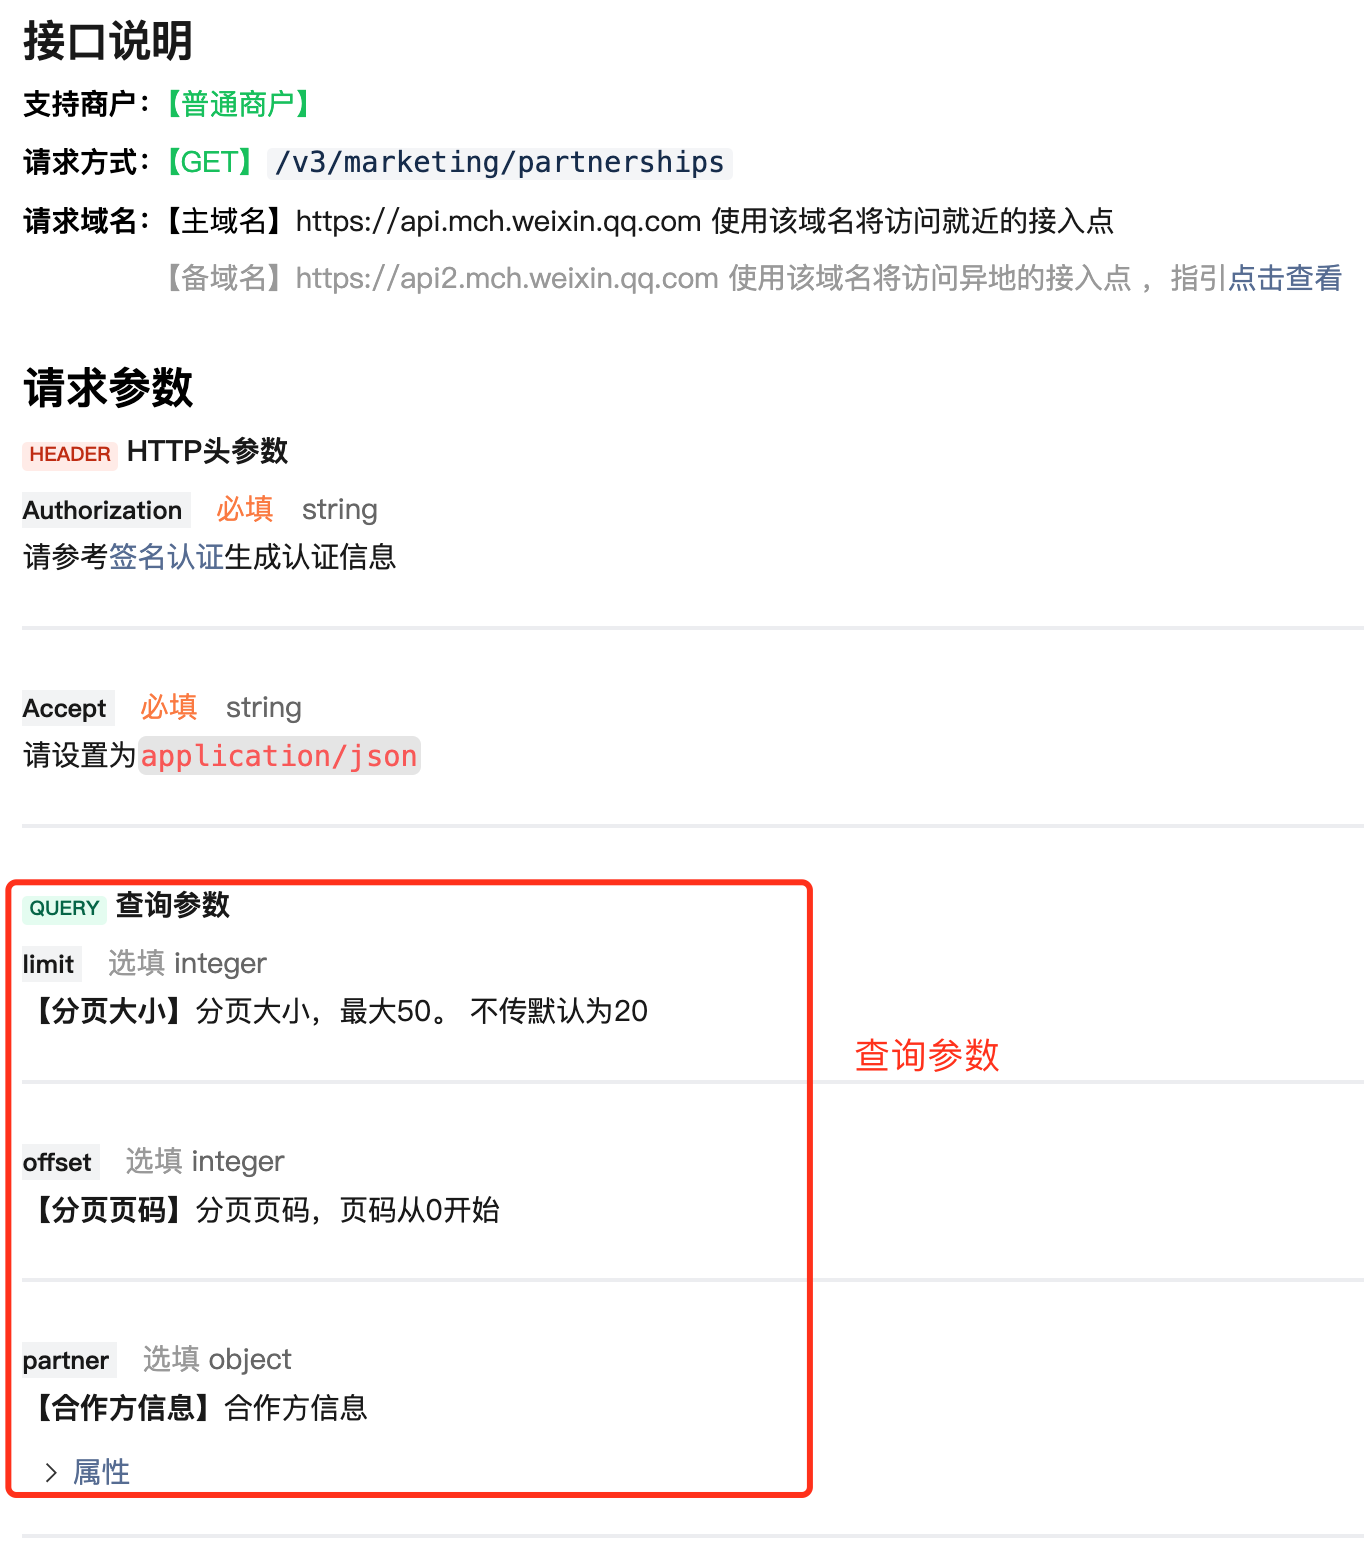 接口说明
支持商户：【普通商户】
请求方式：【GET】 /v3/marketing/partnerships
请求域名：【主域名】https://api.mch.weixin.qq.com 使用该域名将访问就近的接入点
【备域名】https://api2.mch.weixin.qq.com 使用该域名将访问异地的接入点 ，指引点击查看
请求参数
HEADER HTTP头参数
Authorization 必填 string
请参考签名认证生成认证信息
Accept 必填 string
请设置为application/json
QUERY 查询参数
limit 选填 integer
【分页大小】分页大小，最大50。 不传默认为20
查询参数
offset 选填 integer
【分页页码】分页页码，页码从0开始
partner 选填 object
【合作方信息】合作方信息
属性